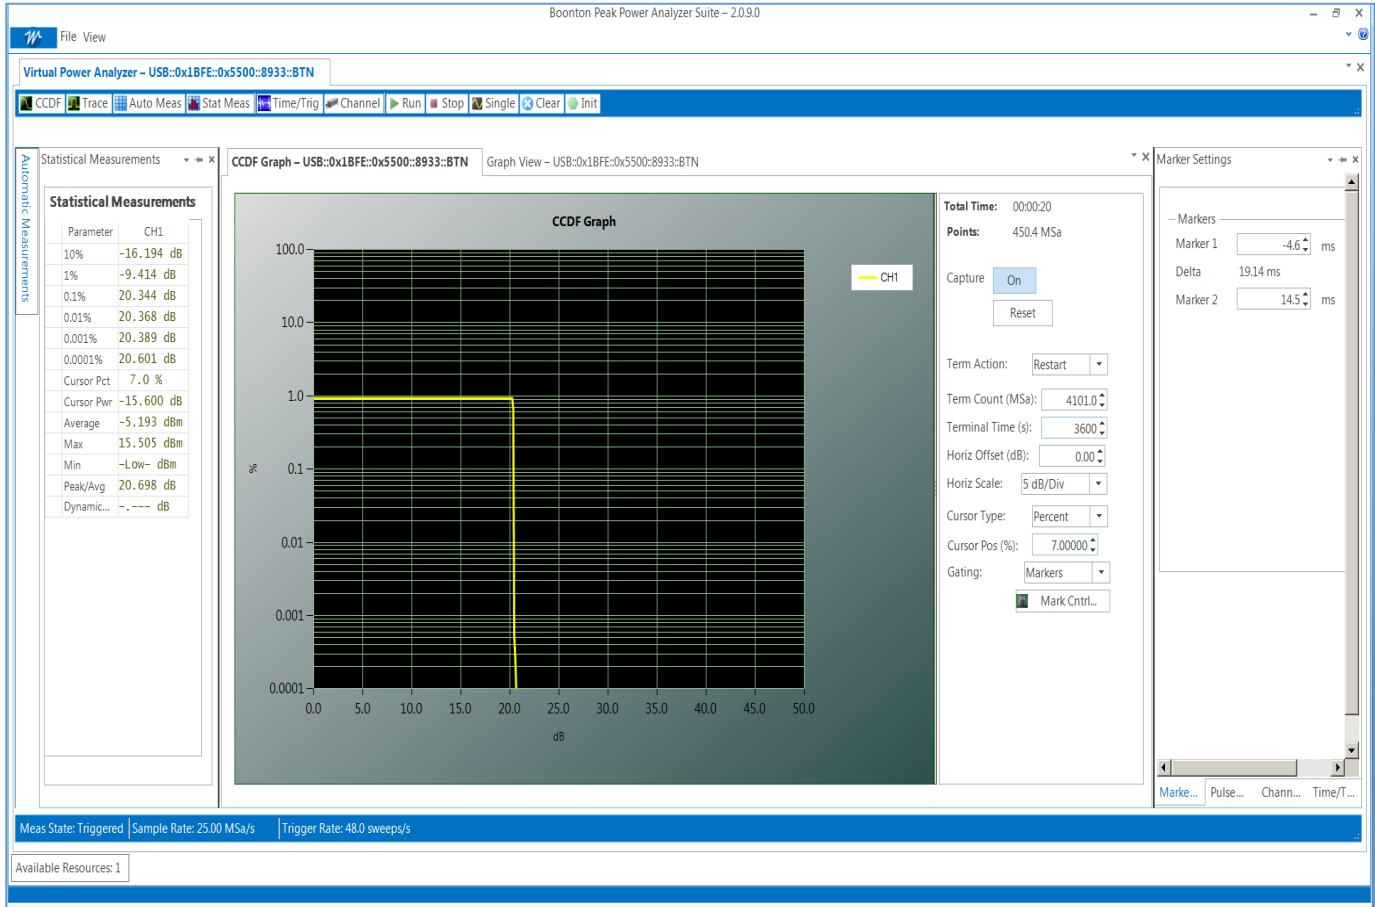 Boonton Peak Power Analyzer Suite – 2.0.9.0
File View
Virtual Power Analyzer – USB::0x1BFE::0x5500::8933::BTN
CCDF Trace Auto Meas Stat Meas Time/Trig Channel Run Stop Single Clear Init
Automatic Measurements
Statistical Measurements
Statistical Measurements
Parameter CH1
10% -16.194 dB
1% -9.414 dB
0.1% 20.344 dB
0.01% 20.368 dB
0.001% 20.389 dB
0.0001% 20.601 dB
Cursor Pct 7.0 %
Cursor Pwr -15.600 dB
Average -5.193 dBm
Max 15.505 dBm
Min -Low- dBm
Peak/Avg 20.698 dB
Dynamic... -.--- dB
CCDF Graph – USB::0x1BFE::0x5500::8933::BTN Graph View – USB::0x1BFE::0x5500::8933::BTN
CCDF Graph
CH1
100.0
10.0
1.0
0.1
0.01
0.001
0.0001
%
0.0 5.0 10.0 15.0 20.0 25.0 30.0 35.0 40.0 45.0 50.0
dB
Total Time: 00:00:20
Points: 450.4 MSa
Capture On
Reset
Term Action: Restart
Term Count (MSa): 4101.0
Terminal Time (s): 3600
Horiz Offset (dB): 0.00
Horiz Scale: 5 dB/Div
Cursor Type: Percent
Cursor Pos (%): 7.00000
Gating: Markers
Mark Cntrl...
Marker Settings
Markers
Marker 1 -4.6 ms
Delta 19.14 ms
Marker 2 14.5 ms
Marke... Pulse... Chann... Time/T...
Meas State: Triggered Sample Rate: 25.00 MSa/s Trigger Rate: 48.0 sweeps/s
Available Resources: 1